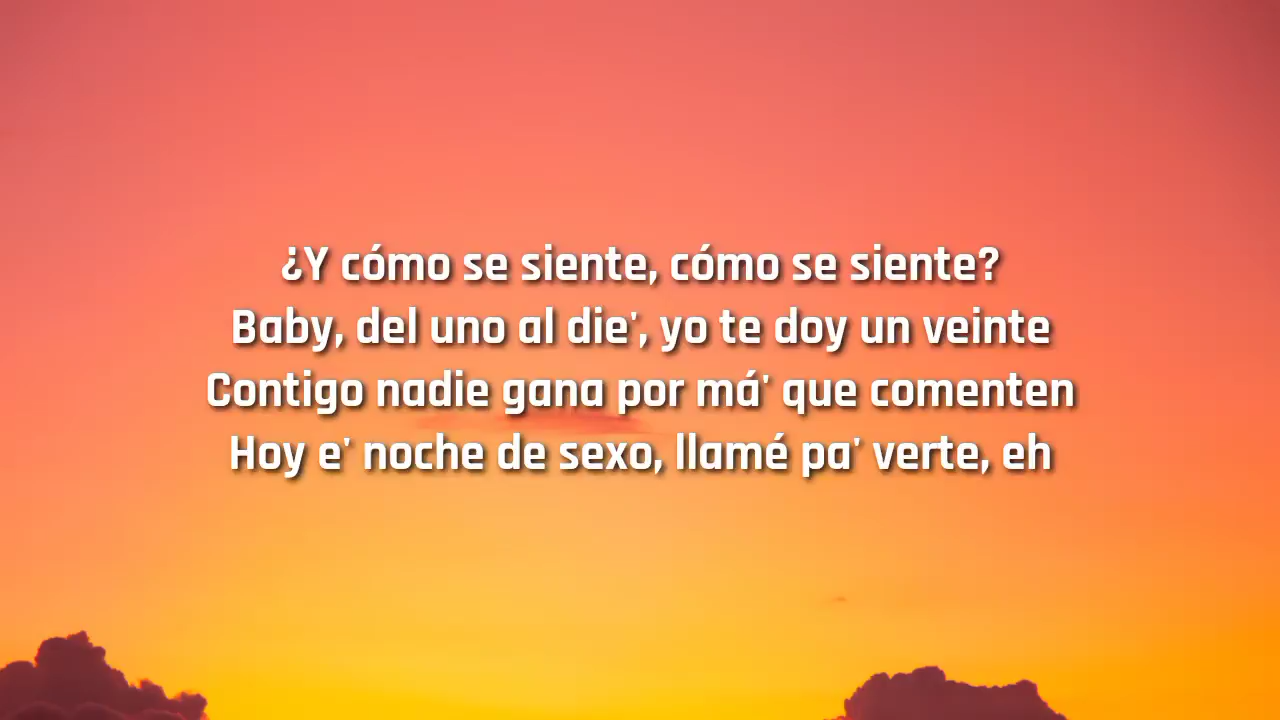 ¿Y cómo se siente, cómo se siente?
Baby, del uno al die', yo te doy un veinte
Contigo nadie gana por má' que comenten
Hoy e' noche de sexo, llamé pa' verte, eh